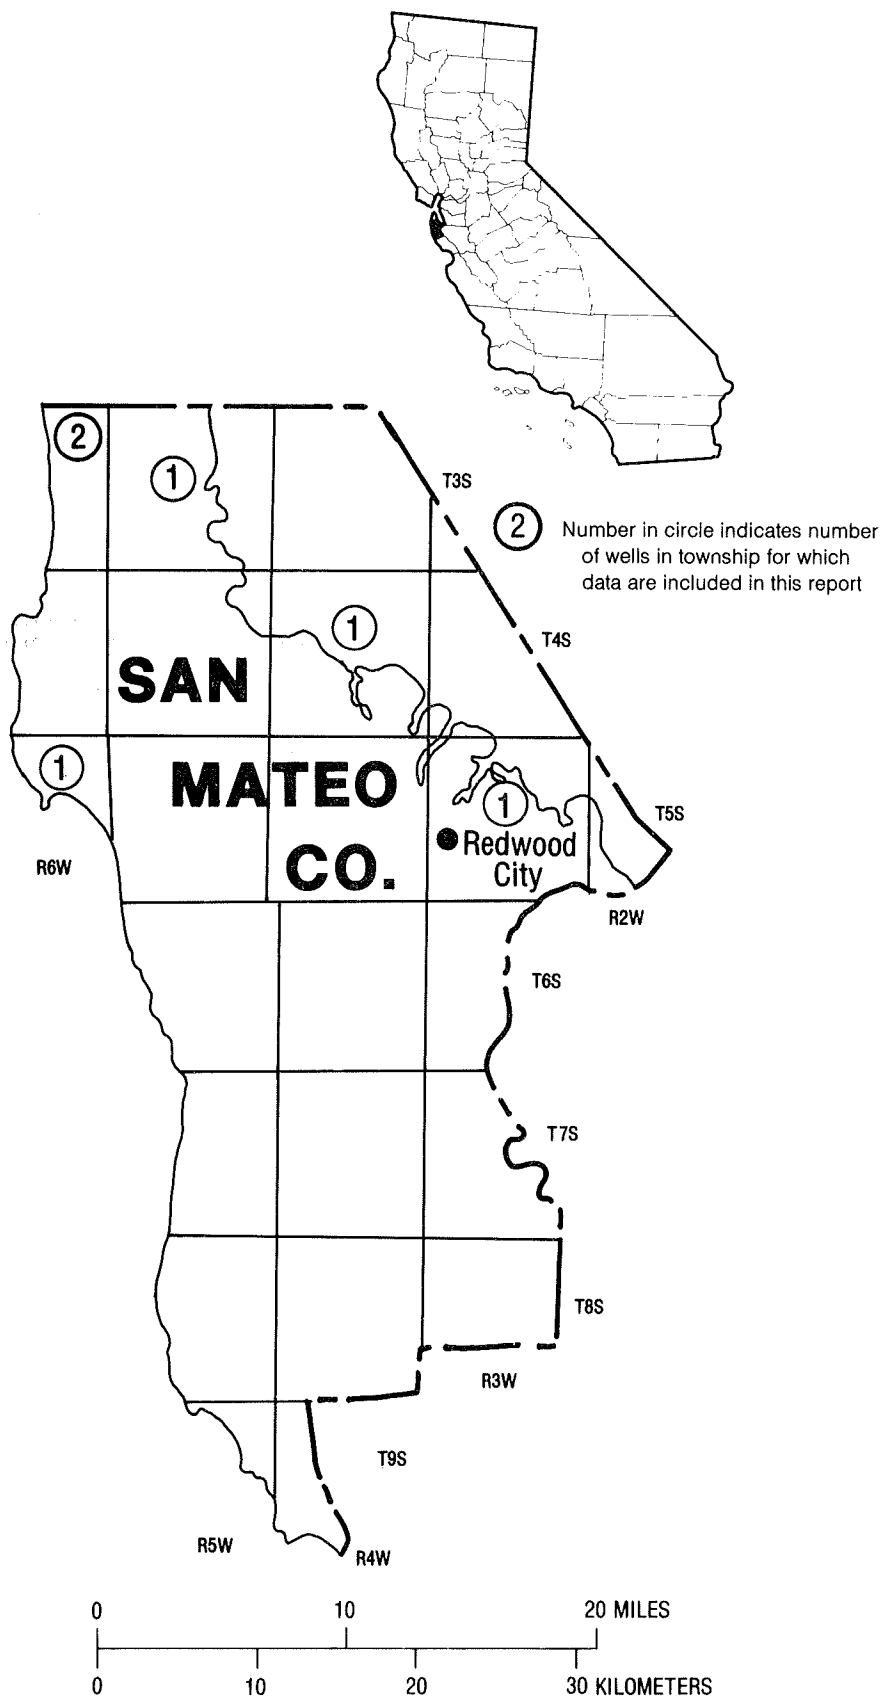 2
1
T3S
2
Number in circle indicates number
of wells in township for which
data are included in this report
1
T4S
SAN
1
MATEO
1
T5S
Redwood
City
CO.
R6W
R2W
T6S
T7S
T8S
R3W
T9S
R5W
R4W
0 10 20 MILES
0 10 20 30 KILOMETERS